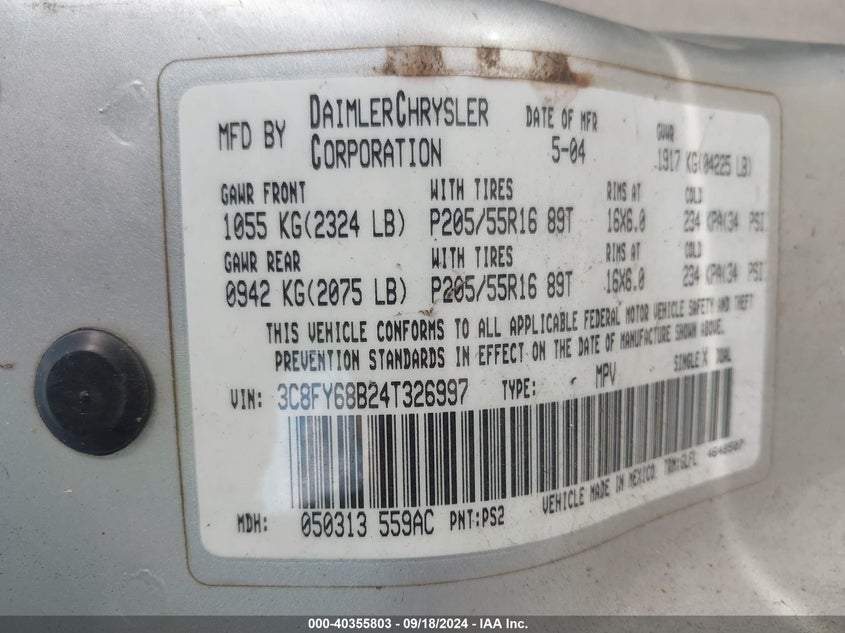 MFD BY DAIMLERCHRYSLER CORPORATION DATE OF MFR 5-04 GVWR 1917 KG(04225 LB)
GAWR FRONT WITH TIRES RIMS AT COLD
1055 KG(2324 LB) P205/55R16 89T 16X6.0 234 KPA(34 PSI
GAWR REAR WITH TIRES RIMS AT COLD
0942 KG(2075 LB) P205/55R16 89T 16X6.0 234 KPA(34 PSI
THIS VEHICLE CONFORMS TO ALL APPLICABLE FEDERAL MOTOR VEHICLE SAFETY AND THEFT
PREVENTION STANDARDS IN EFFECT ON THE DATE OF MANUFACTURE SHOWN ABOVE.
VIN: 3C8FY68B24T326997 TYPE: MPV SINGLE X DUAL
MDH: 050313 559AC PNT:PS2 VEHICLE MADE IN MEXICO TRM:GLFL 4648507
000-40355803 - 09/18/2024 - IAA Inc.